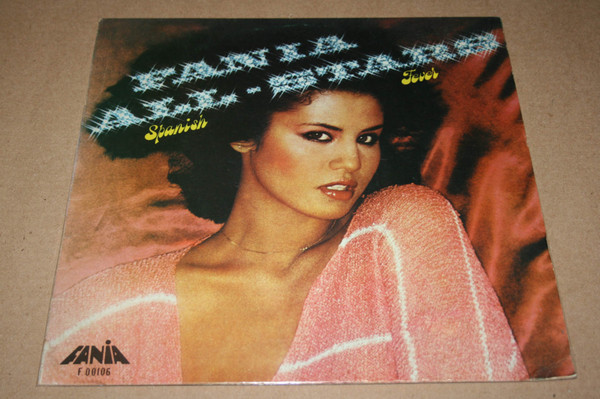 FANIA
ALL-STARS
Spanish
Fever
FANIA
F 00106